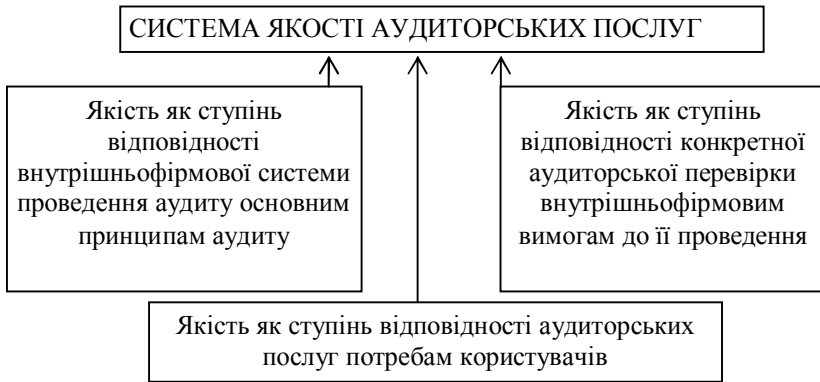 СИСТЕМА ЯКОСТІ АУДИТОРСЬКИХ ПОСЛУГ
Якість як ступінь
відповідності
внутрішньофірмової системи
проведення аудиту основним
принципам аудиту
Якість як ступінь
відповідності конкретної
аудиторської перевірки
внутрішньофірмовим
вимогам до її проведення
Якість як ступінь відповідності аудиторських
послуг потребам користувачів